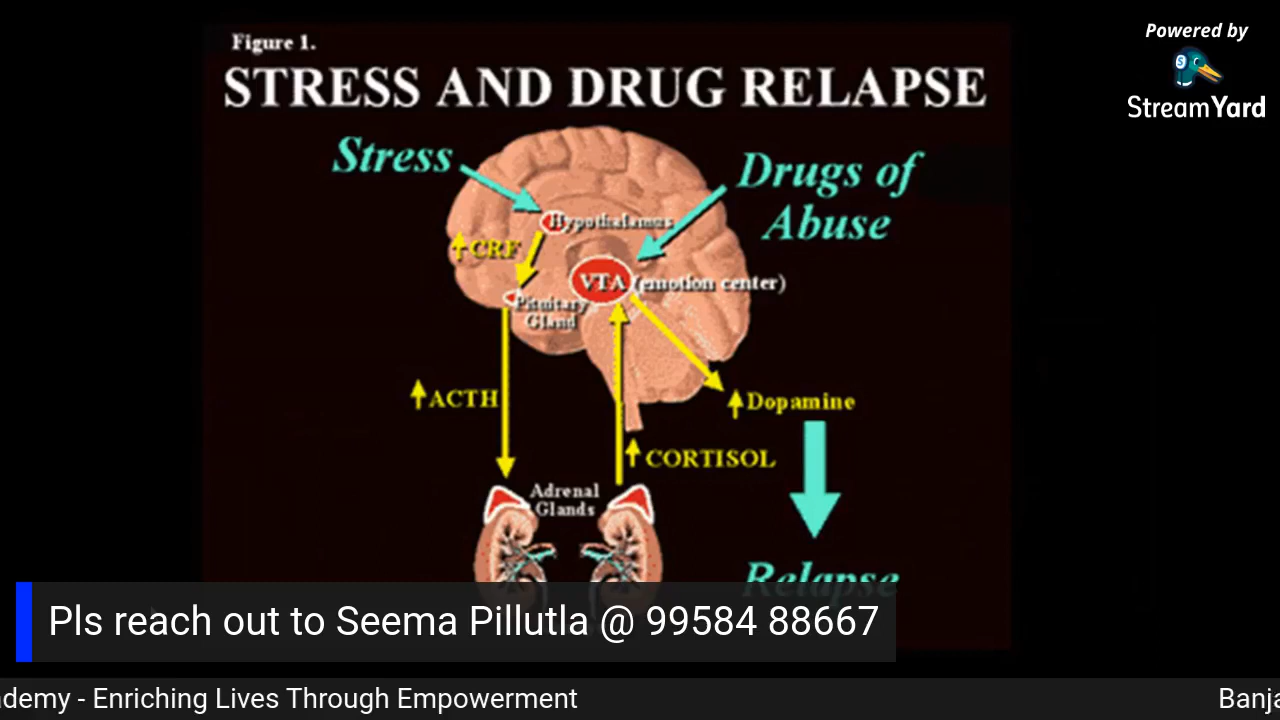 Figure 1.
Powered by
StreamYard
STRESS AND DRUG RELAPSE
Stress
Drugs of
Abuse
Hypothalamus
CRF
VTA (emotion center)
Pituitary
Gland
ACTH
Dopamine
CORTISOL
Adrenal
Glands
Relapse
Pls reach out to Seema Pillutla @ 99584 88667
ademy - Enriching Lives Through Empowerment
Banja